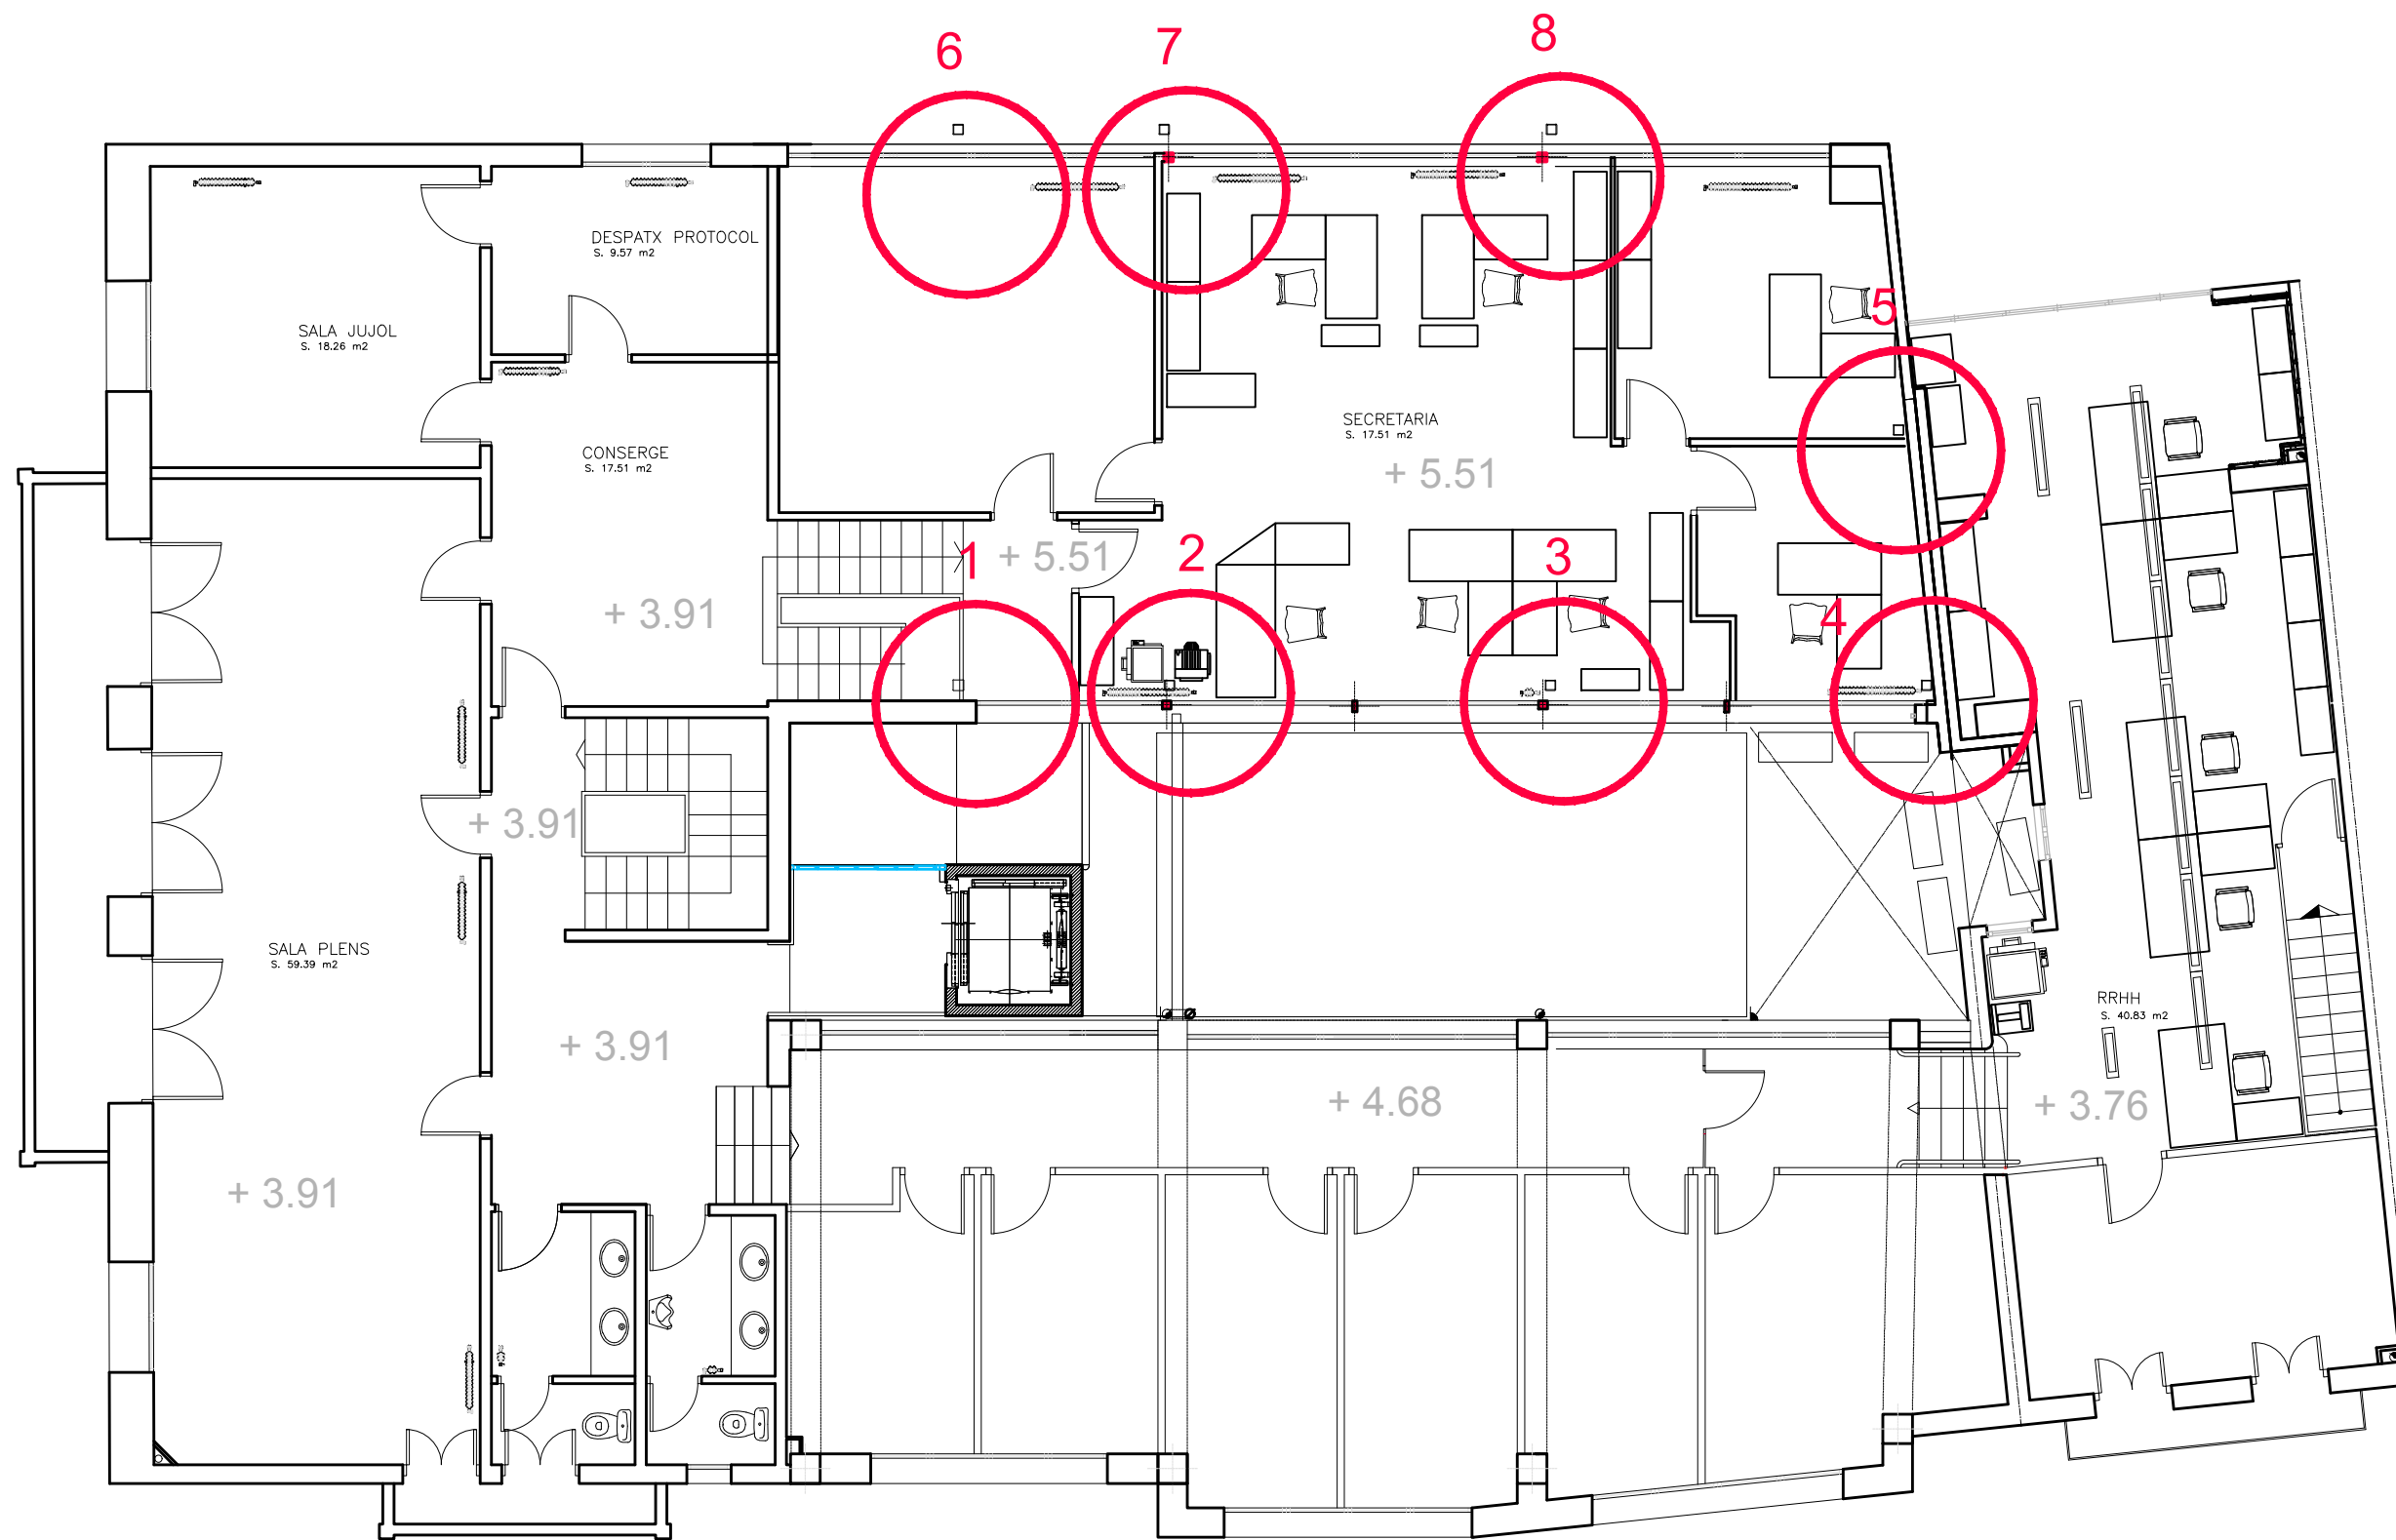 8
7
6
DESPATX PROTOCOL
S. 9.57 m2
5
SALA JUJOL
S. 18.26 m2
SECRETARIA
S. 17.51 m2
CONSERGE
S. 17.51 m2
+ 5.51
1
+ 5.51
2
3
+ 3.91
4
+ 3.91
SALA PLENS
S. 59.39 m2
RRHH
S. 40.83 m2
+ 3.91
+ 4.68
+ 3.76
+ 3.91